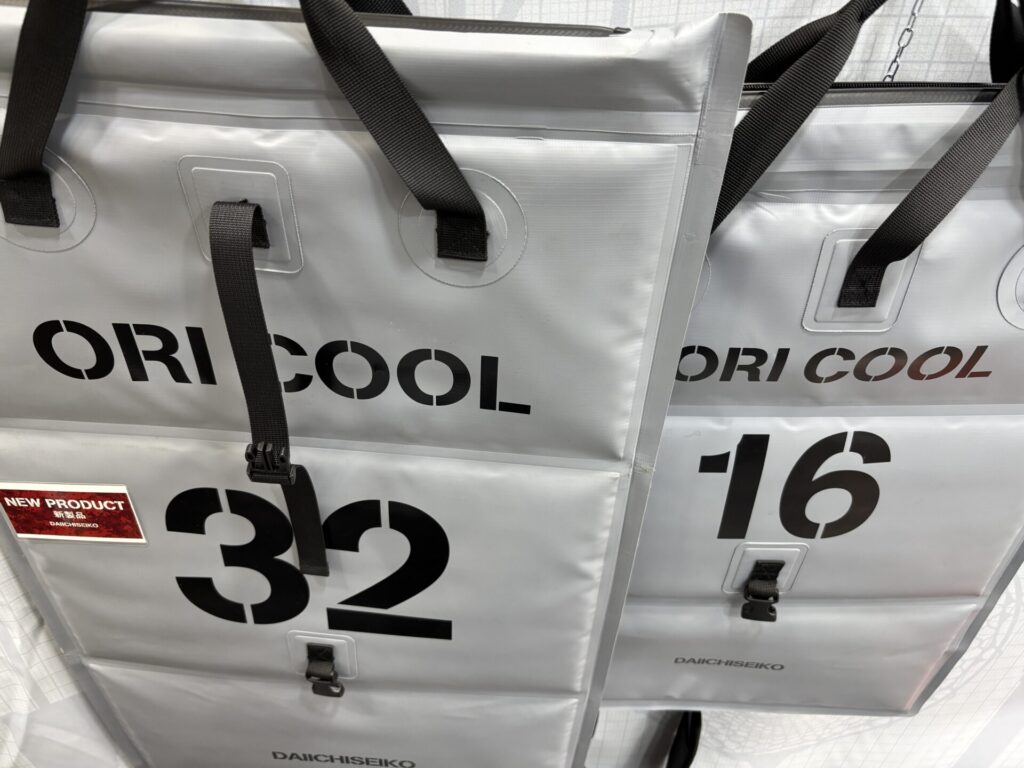 ORI COOL
32
NEW PRODUCT
新製品
DAIICHISEIKO
DAIICHISEIKO
ORI COOL
16
DAIICHISEIKO